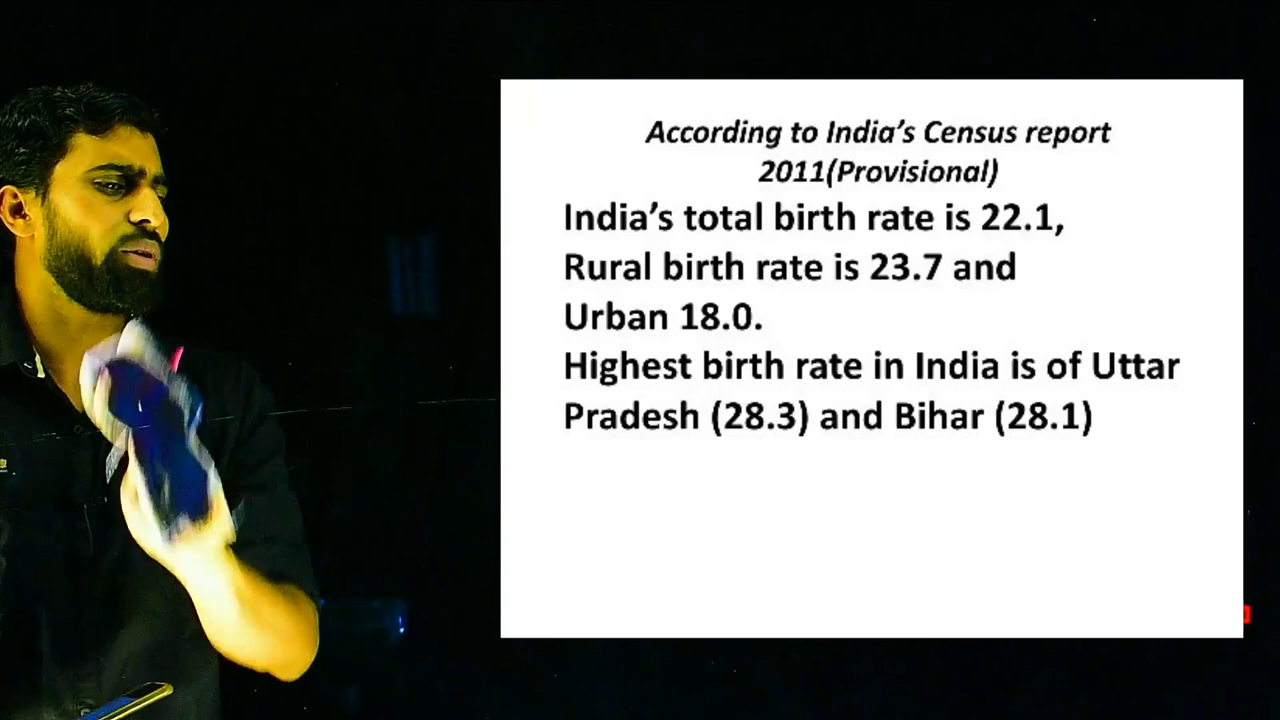 According to India's Census report
2011(Provisional)
India's total birth rate is 22.1,
Rural birth rate is 23.7 and
Urban 18.0.
Highest birth rate in India is of Uttar
Pradesh (28.3) and Bihar (28.1)